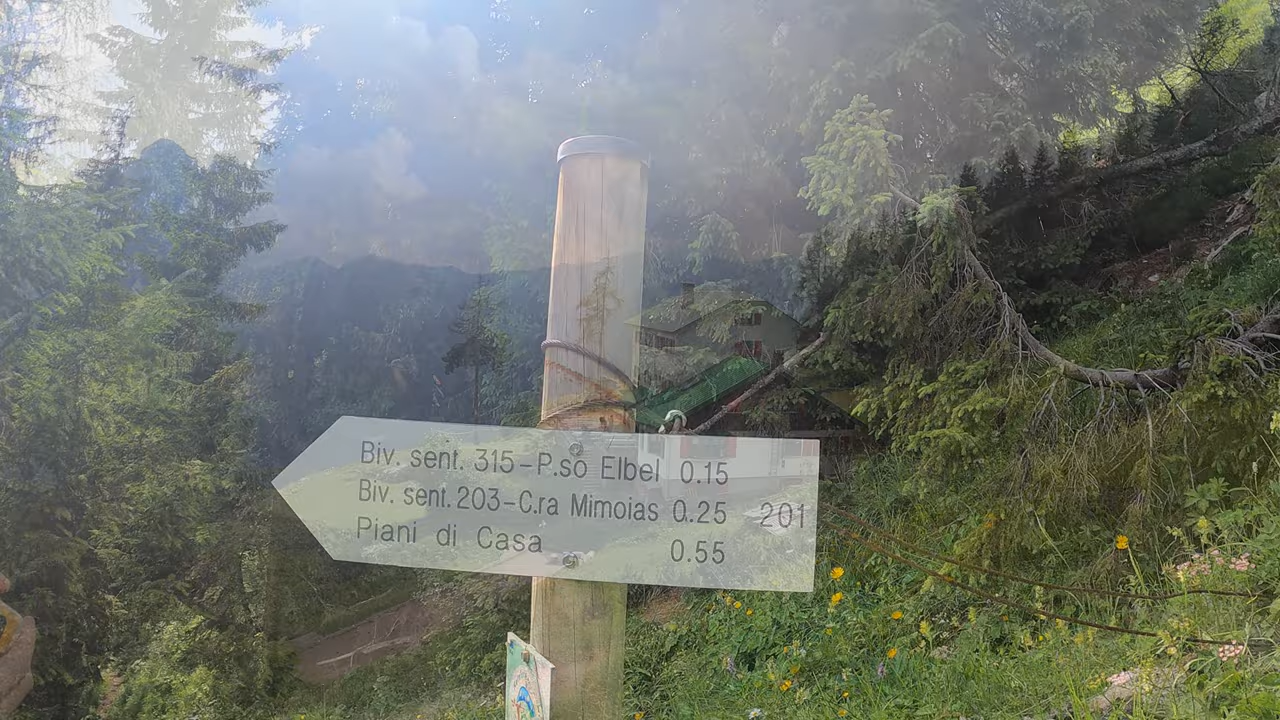 Biv. sent. 315-P.so Elbel 0.15
Biv. sent. 203-C.ra Mimoias 0.25 201
Piani di Casa 0.55